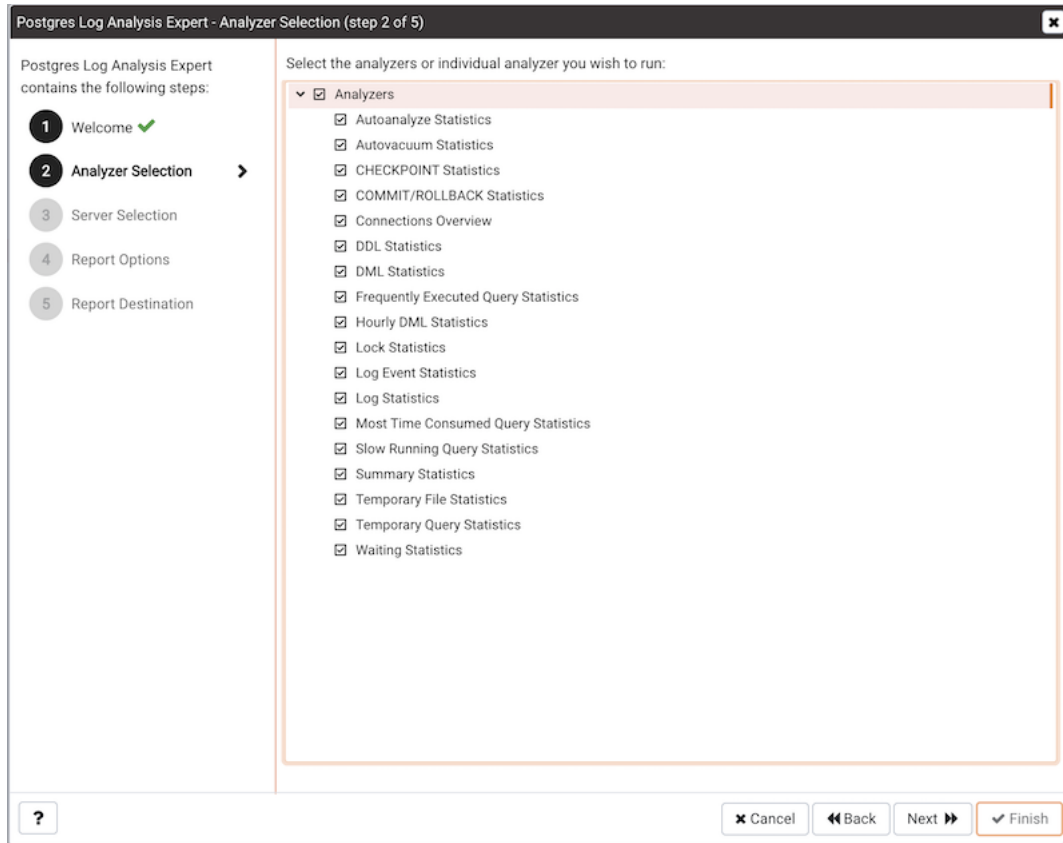 Postgres Log Analysis Expert - Analyzer Selection (step 2 of 5)
Postgres Log Analysis Expert
contains the following steps:
1 Welcome
2 Analyzer Selection
3 Server Selection
4 Report Options
5 Report Destination
Select the analyzers or individual analyzer you wish to run:
Analyzers
Autoanalyze Statistics
Autovacuum Statistics
CHECKPOINT Statistics
COMMIT/ROLLBACK Statistics
Connections Overview
DDL Statistics
DML Statistics
Frequently Executed Query Statistics
Hourly DML Statistics
Lock Statistics
Log Event Statistics
Log Statistics
Most Time Consumed Query Statistics
Slow Running Query Statistics
Summary Statistics
Temporary File Statistics
Temporary Query Statistics
Waiting Statistics
? Cancel Back Next Finish